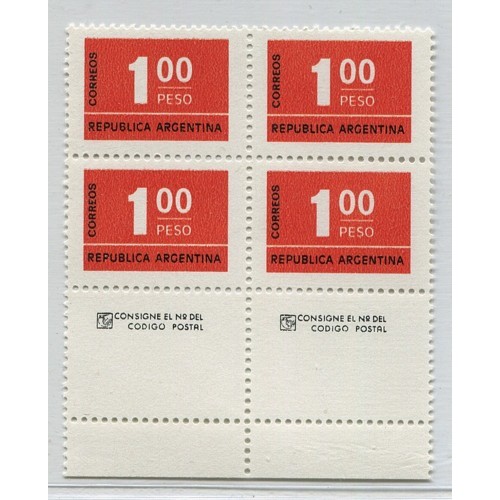 CORREOS
1 00
PESO
REPUBLICA ARGENTINA
CORREOS
1 00
PESO
REPUBLICA ARGENTINA
CORREOS
1 00
PESO
REPUBLICA ARGENTINA
CORREOS
1 00
PESO
REPUBLICA ARGENTINA
CONSIGNE EL Nº DEL
CODIGO POSTAL
CONSIGNE EL Nº DEL
CODIGO POSTAL